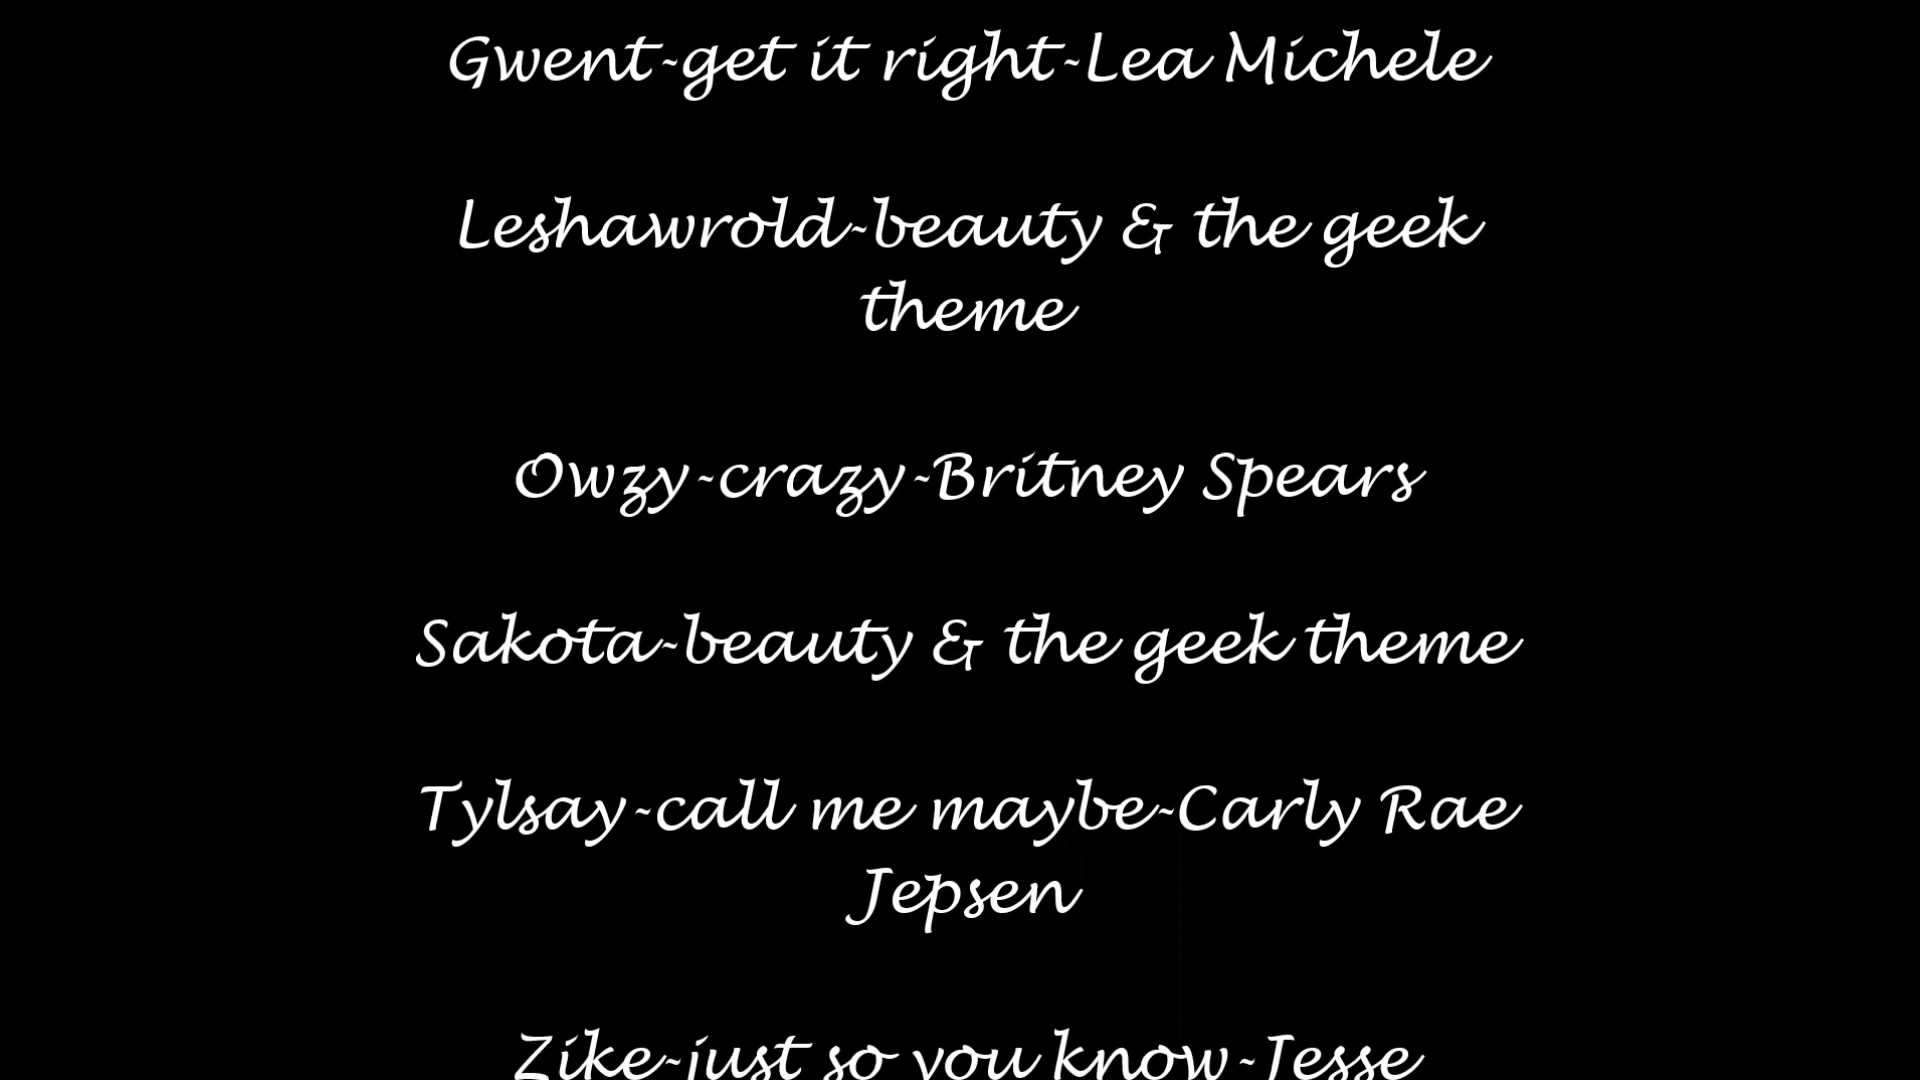 Gwent-get it right-Lea Michele
Leshawrold-beauty & the geek
theme
Owzy-crazy-Britney Spears
Sakota-beauty & the geek theme
Tylsay-call me maybe-Carly Rae
Jepsen
Zike-just so you know-Jesse